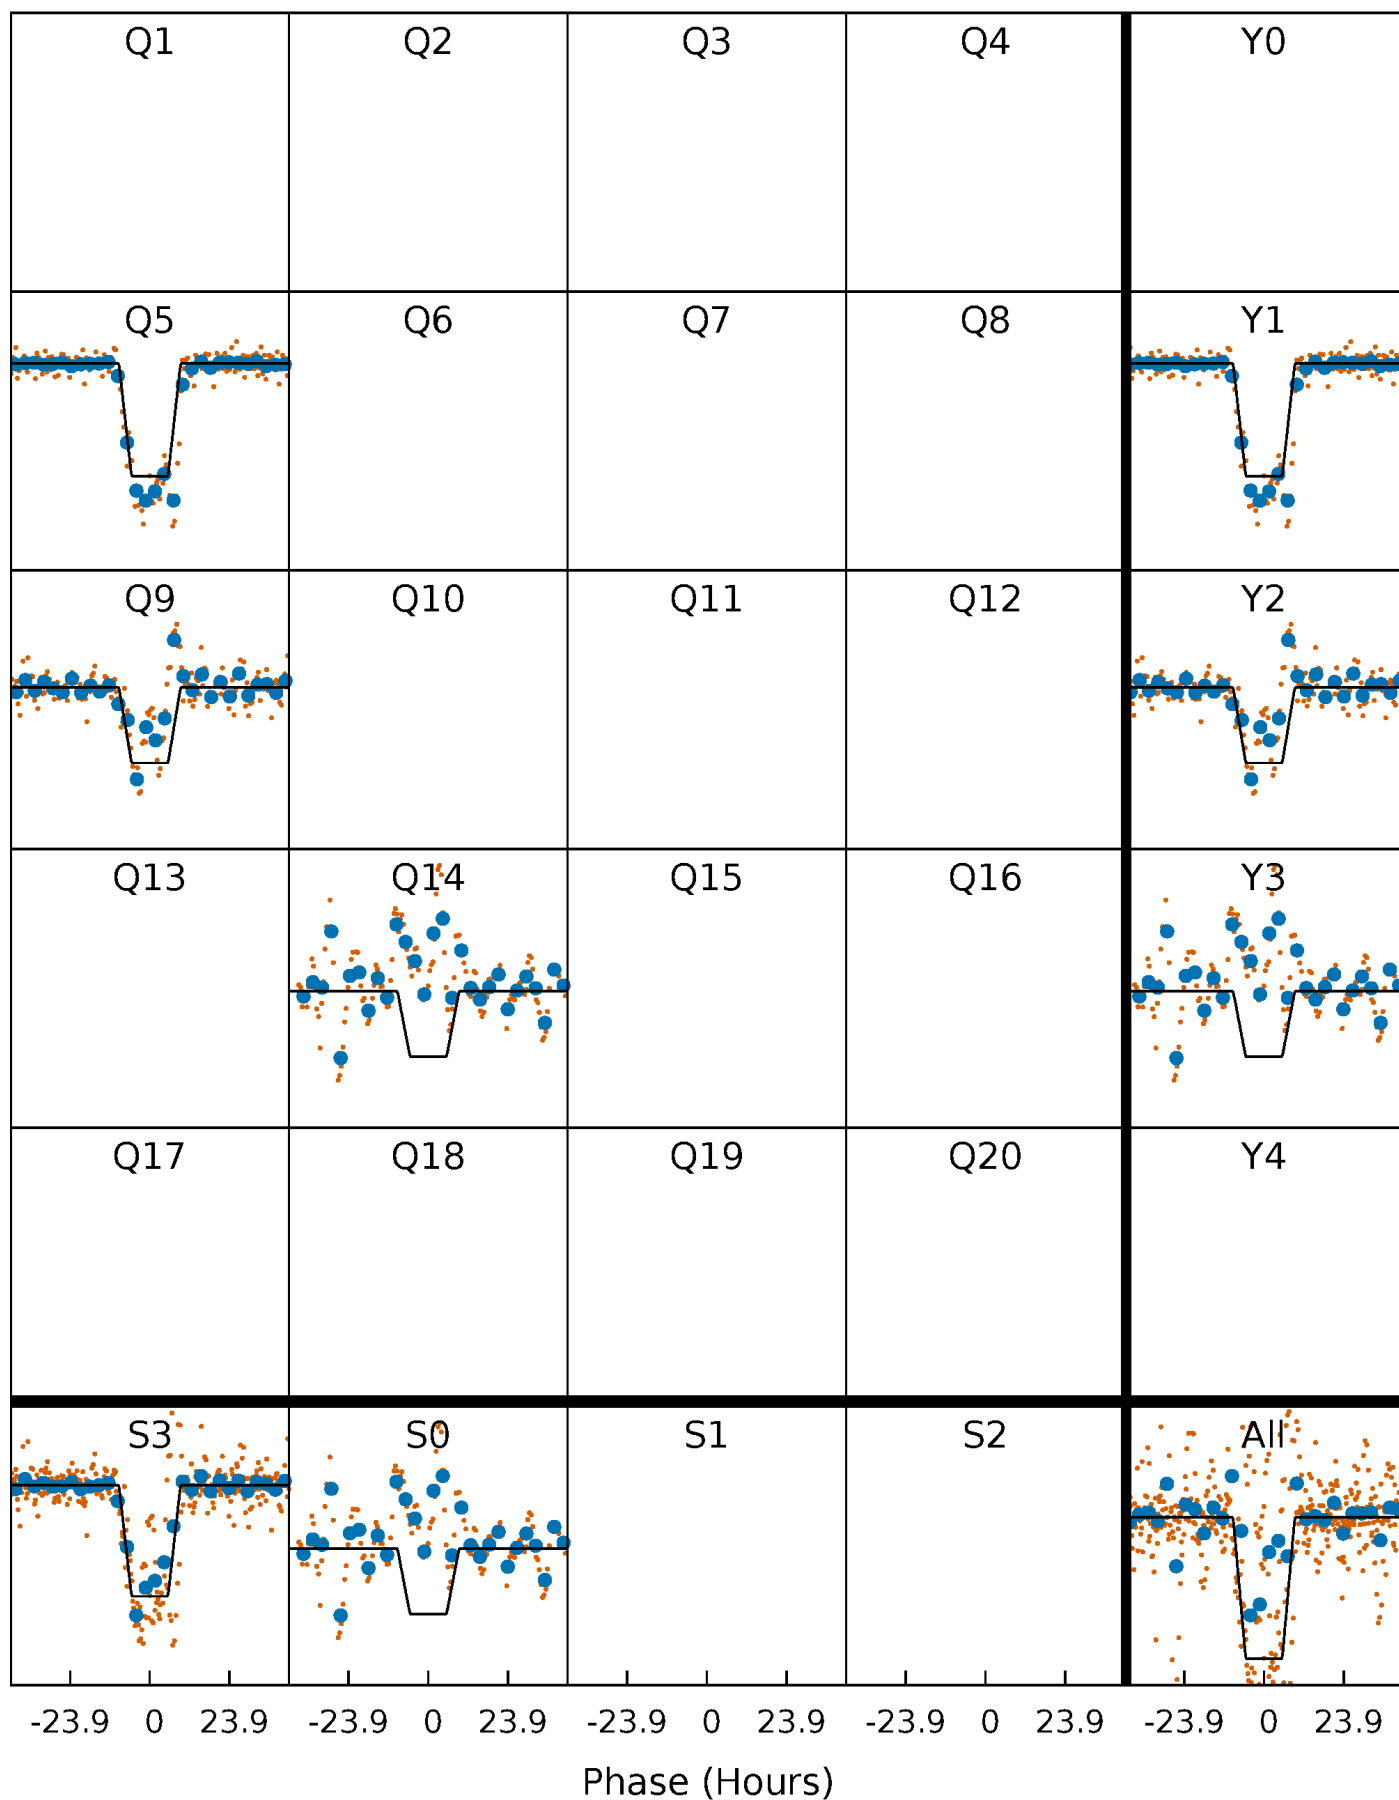 Q1 Q2 Q3 Q4 Y0
Q5 Q6 Q7 Q8 Y1
Q9 Q10 Q11 Q12 Y2
Q13 Q14 Q15 Q16 Y3
Q17 Q18 Q19 Q20 Y4
S3 S0 S1 S2 All
-23.9 0 23.9 -23.9 0 23.9 -23.9 0 23.9 -23.9 0 23.9 -23.9 0 23.9
Phase (Hours)